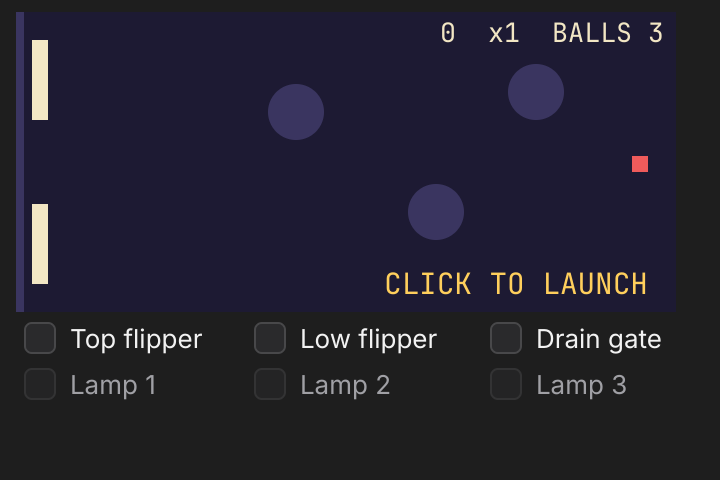 0 x1 BALLS 3
CLICK TO LAUNCH
Top flipper Low flipper Drain gate
Lamp 1 Lamp 2 Lamp 3